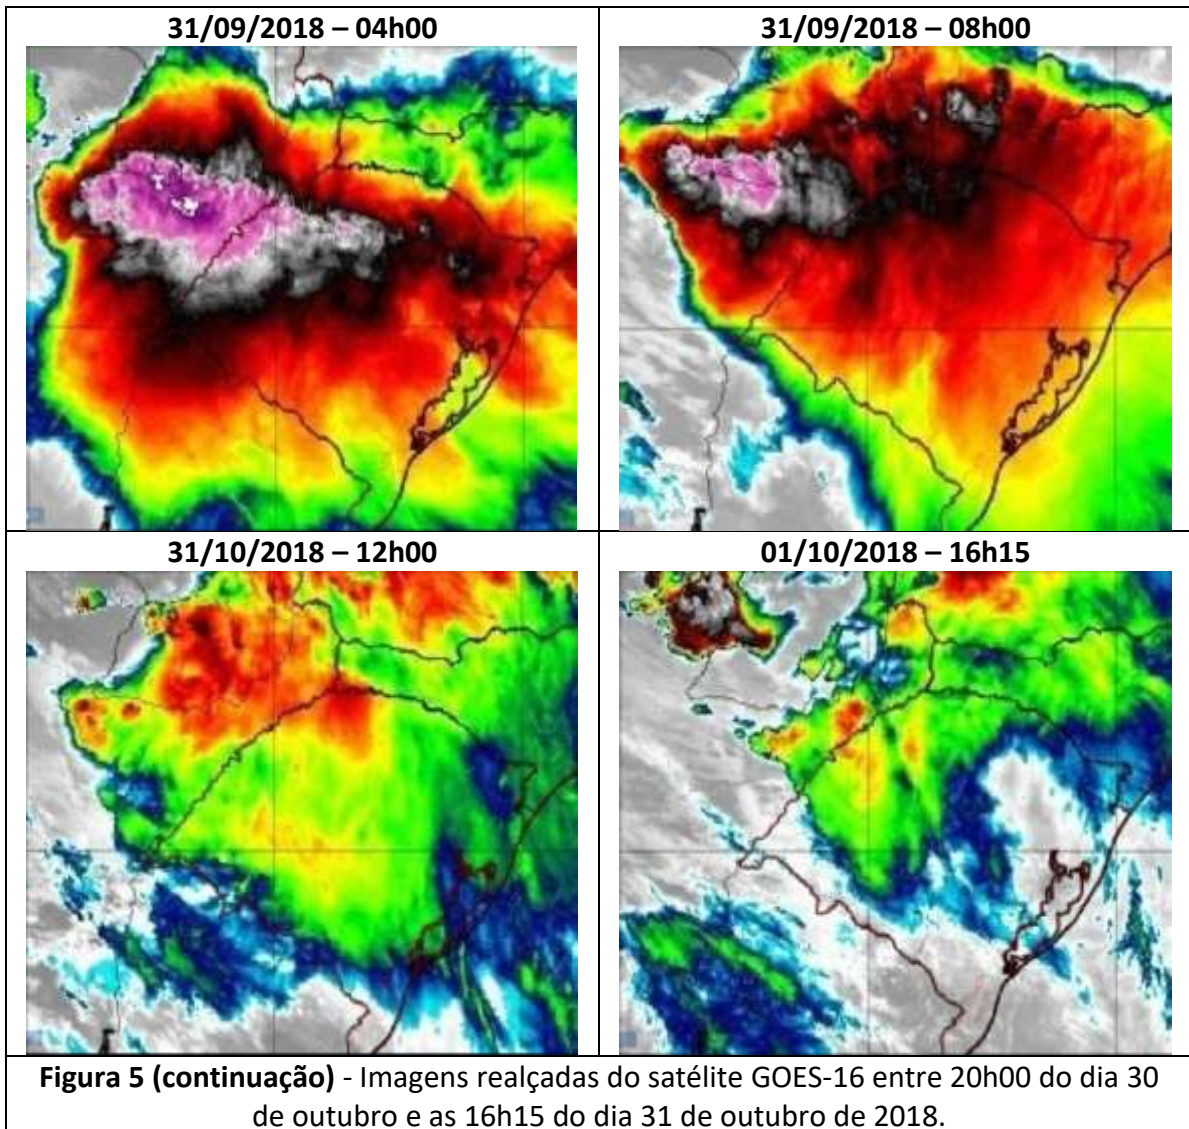 31/09/2018 – 04h00
31/09/2018 – 08h00
31/10/2018 – 12h00
01/10/2018 – 16h15
Figura 5 (continuação) - Imagens realçadas do satélite GOES-16 entre 20h00 do dia 30
de outubro e as 16h15 do dia 31 de outubro de 2018.